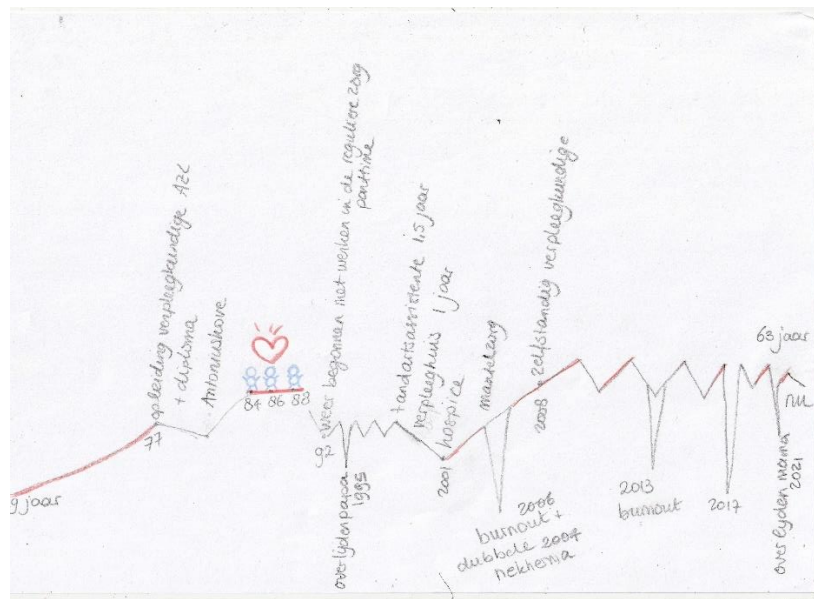 9 jaar
77
opleiding verpleegkundige AZL
+ diploma
Antoniushove
84 86 88
92
weer begonnen met werken in de reguliere zorg
parttime
overlijden papa
1995
tandartsassistente 1.5 jaar
verpleeghuis 1 jaar
hospice
2001
mantelzorg
2006
burnout +
dubbele 2004
nekhernia
2008
zelfstandig verpleegkundige
2013
burnout
2017
63 jaar
nu
overlijden mama
2021